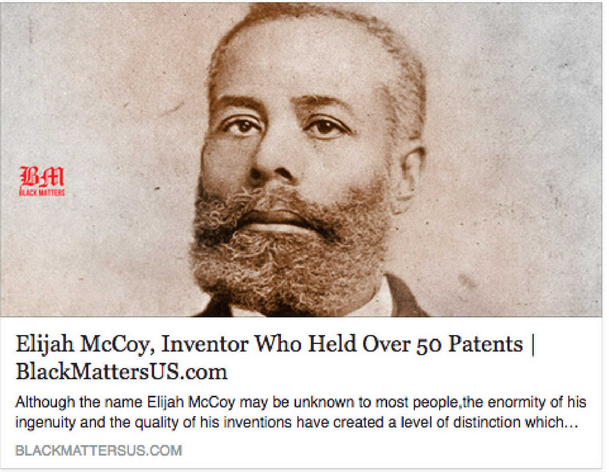 BM
BLACK MATTERS
Elijah McCoy, Inventor Who Held Over 50 Patents |
BlackMattersUS.com
Although the name Elijah McCoy may be unknown to most people,the enormity of his
ingenuity and the quality of his inventions have created a level of distinction which...
BLACKMATTERSUS.COM